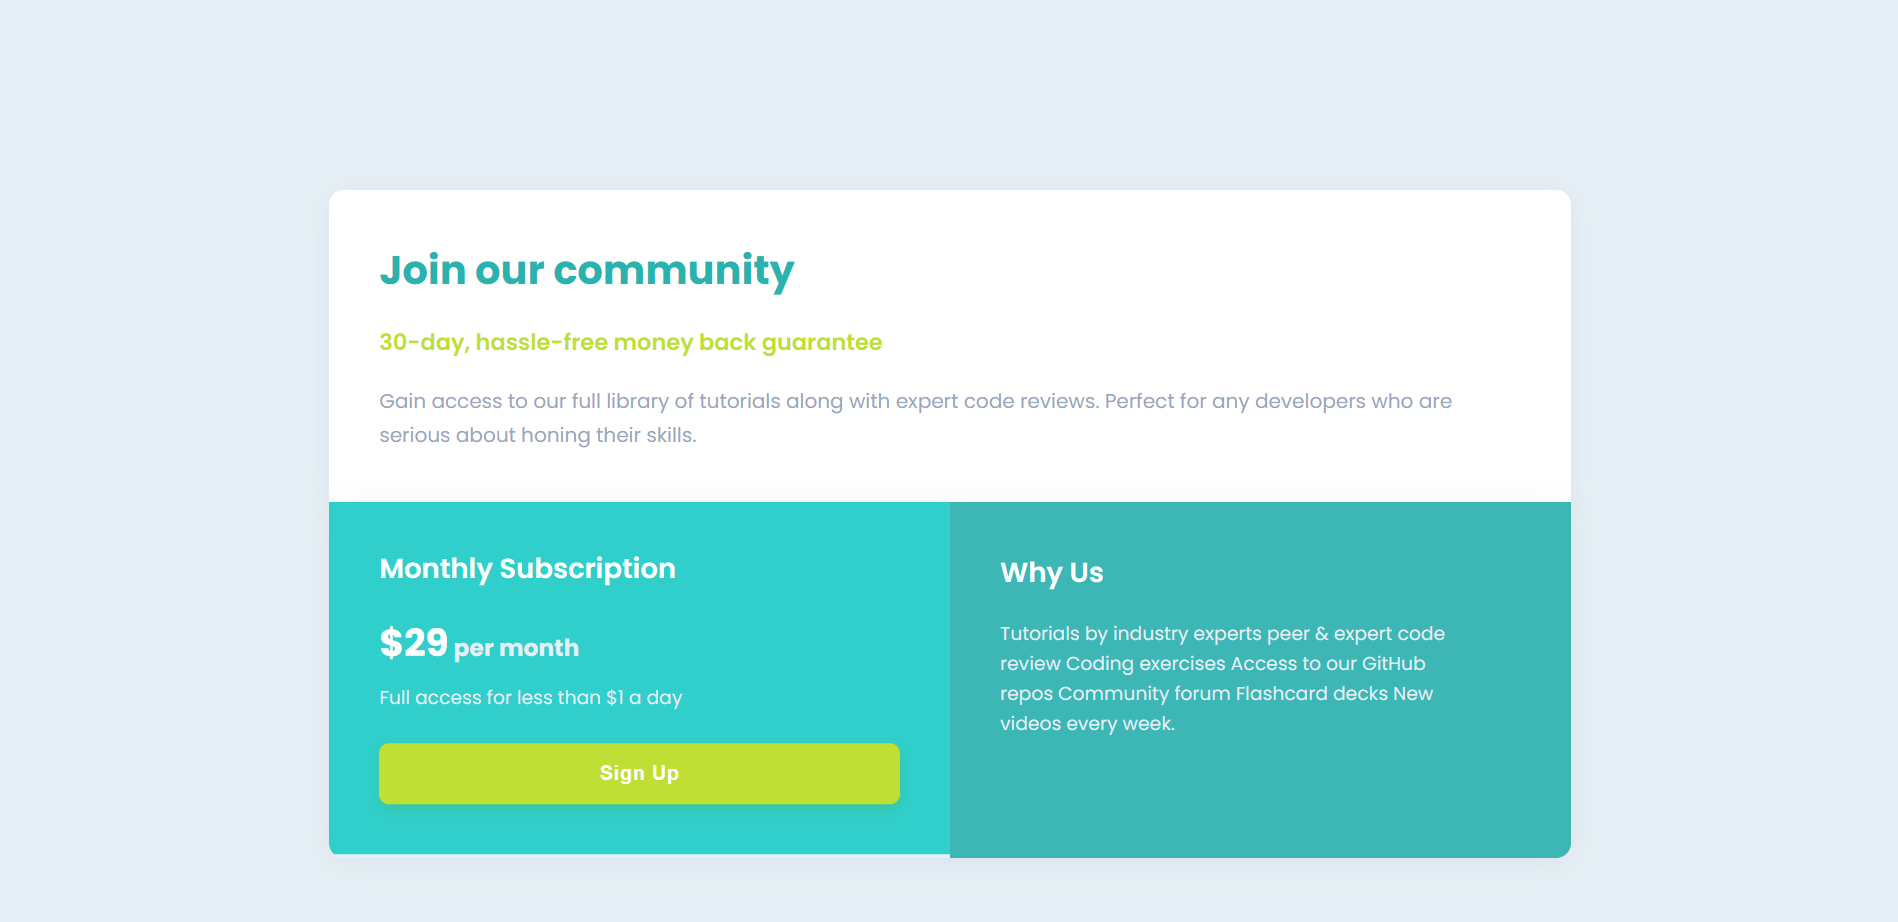 Join our community
30-day, hassle-free money back guarantee
Gain access to our full library of tutorials along with expert code reviews. Perfect for any developers who are
serious about honing their skills.
Monthly Subscription
$29 per month
Full access for less than $1 a day
Sign Up
Why Us
Tutorials by industry experts peer & expert code
review Coding exercises Access to our GitHub
repos Community forum Flashcard decks New
videos every week.